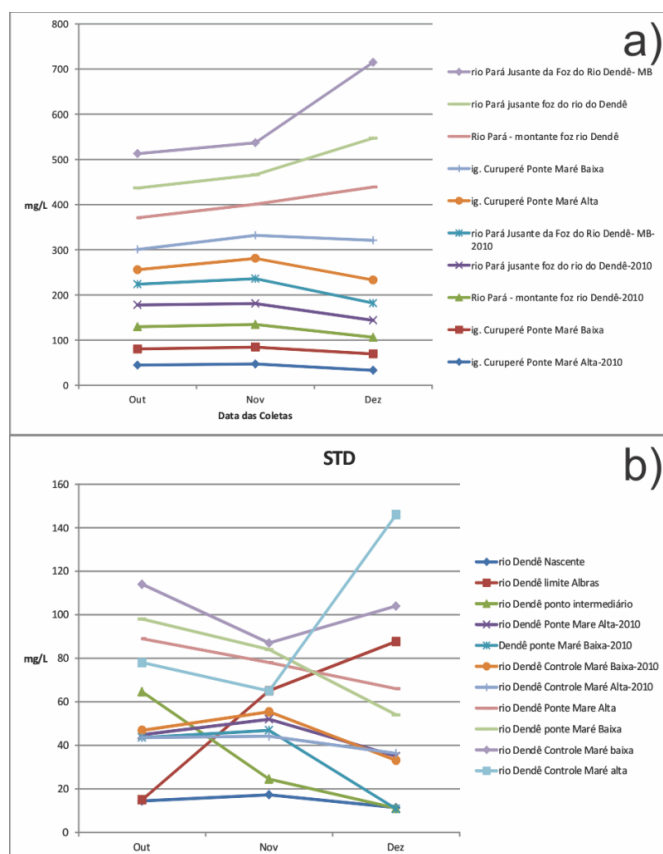 a)
800
700
600
500
400
300
200
100
0
mg/L
Out
Nov
Dez
Data das Coletas
rio Pará Jusante da Foz do Rio Dendê- MB
rio Pará jusante foz do rio do Dendê
Rio Pará - montante foz rio Dendê
ig. Curuperé Ponte Maré Baixa
ig. Curuperé Ponte Maré Alta
rio Pará Jusante da Foz do Rio Dendê- MB-
2010
rio Pará jusante foz do rio do Dendê-2010
Rio Pará - montante foz rio Dendê-2010
ig. Curuperé Ponte Maré Baixa
ig. Curuperé Ponte Maré Alta-2010
b)
STD
160
140
120
100
80
60
40
20
0
mg/L
Out
Nov
Dez
rio Dendê Nascente
rio Dendê limite Albras
rio Dendê ponto intermediário
rio Dendê Ponte Mare Alta-2010
Dendê ponte Maré Baixa-2010
rio Dendê Controle Maré Baixa-2010
rio Dendê Controle Maré Alta-2010
rio Dendê Ponte Mare Alta
rio Dendê ponte Maré Baixa
rio Dendê Controle Maré baixa
rio Dendê Controle Maré alta